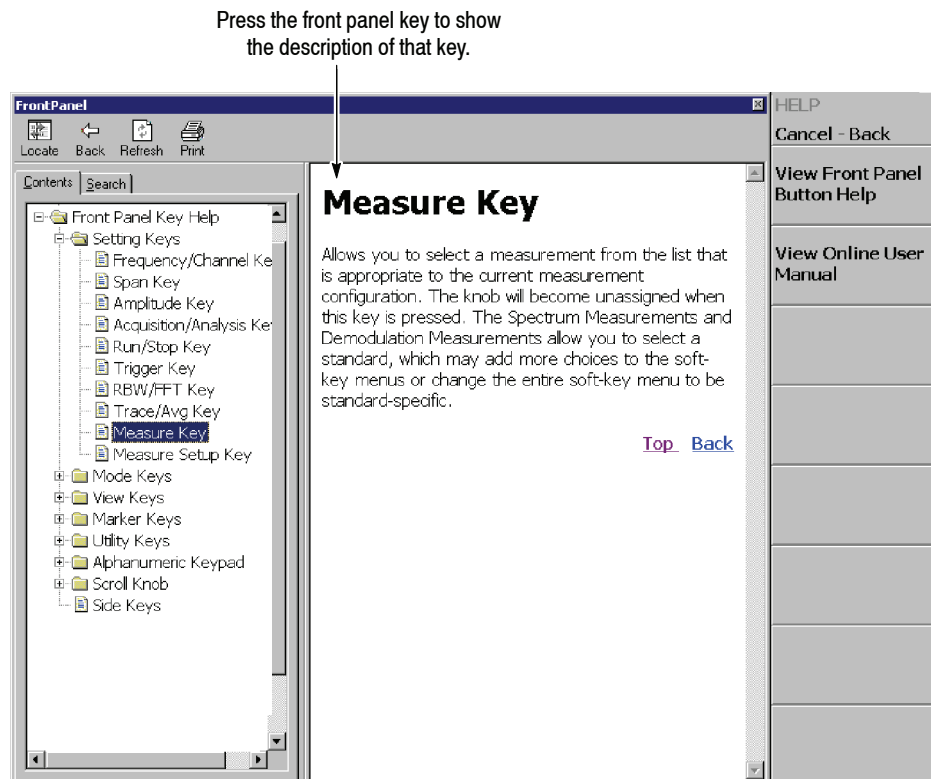 Press the front panel key to show
the description of that key.
FrontPanel
Locate Back Refresh Print
Contents Search
Front Panel Key Help
Setting Keys
Frequency/Channel Ke
Span Key
Amplitude Key
Acquisition/Analysis Ke
Run/Stop Key
Trigger Key
RBW/FFT Key
Trace/Avg Key
Measure Key
Measure Setup Key
Mode Keys
View Keys
Marker Keys
Utility Keys
Alphanumeric Keypad
Scroll Knob
Side Keys
Measure Key
Allows you to select a measurement from the list that
is appropriate to the current measurement
configuration. The knob will become unassigned when
this key is pressed. The Spectrum Measurements and
Demodulation Measurements allow you to select a
standard, which may add more choices to the soft-
key menus or change the entire soft-key menu to be
standard-specific.
Top Back
HELP
Cancel - Back
View Front Panel
Button Help
View Online User
Manual